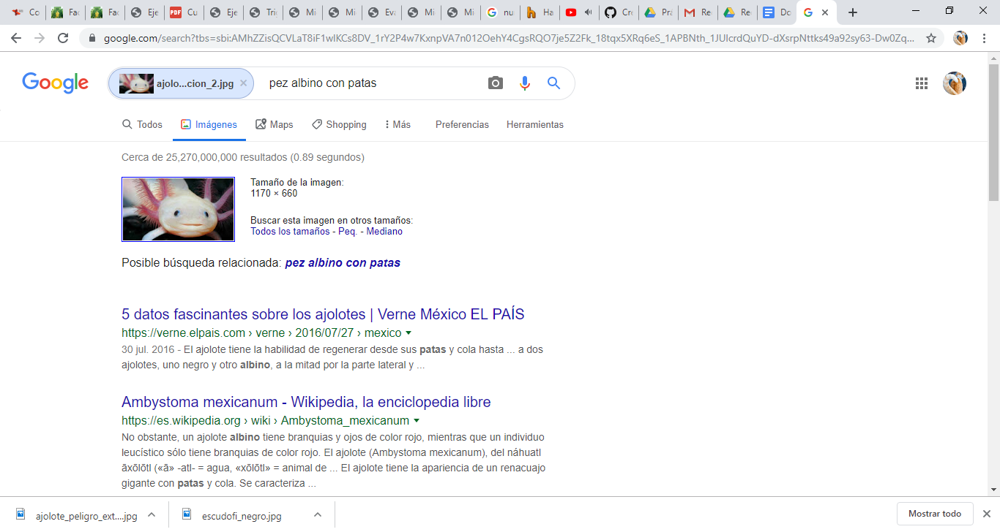 Co
Fac
Fac
Eje
PDF Cu
Eje
Trig
Mi
Mi
Eva
Mi
Mi
nu
Ha
Cre
Prá
Re
Re
Do
google.com/search?tbs=sbi:
Google
ajolo...cion_2.jpg
pez albino con patas
Todos
Imágenes
Maps
Shopping
Más
Preferencias
Herramientas
Cerca de 25,270,000,000 resultados (0.89 segundos)
Tamaño de la imagen:
1170 × 660
Buscar esta imagen en otros tamaños:
Todos los tamaños - Peq. - Mediano
Posible búsqueda relacionada: pez albino con patas
5 datos fascinantes sobre los ajolotes | Verne México EL PAÍS
https://verne.elpais.com › verne › 2016/07/27 › mexico
30 jul. 2016 - El ajolote tiene la habilidad de regenerar desde sus patas y cola hasta ... a dos
ajolotes, uno negro y otro albino, a la mitad por la parte lateral y ...
Ambystoma mexicanum - Wikipedia, la enciclopedia libre
https://es.wikipedia.org › wiki › Ambystoma_mexicanum
No obstante, un ajolote albino tiene branquias y ojos de color rojo, mientras que un individuo
leucístico sólo tiene branquias de color rojo. El ajolote (Ambystoma mexicanum), del náhuatl
āxōlōtl («ā» -atl- = agua, «xōlōtl» = animal de ... El ajolote tiene la apariencia de un renacuajo
gigante con patas y cola. Se caracteriza ...
ajolote_peligro_ext....jpg
escudofi_negro.jpg
Mostrar todo